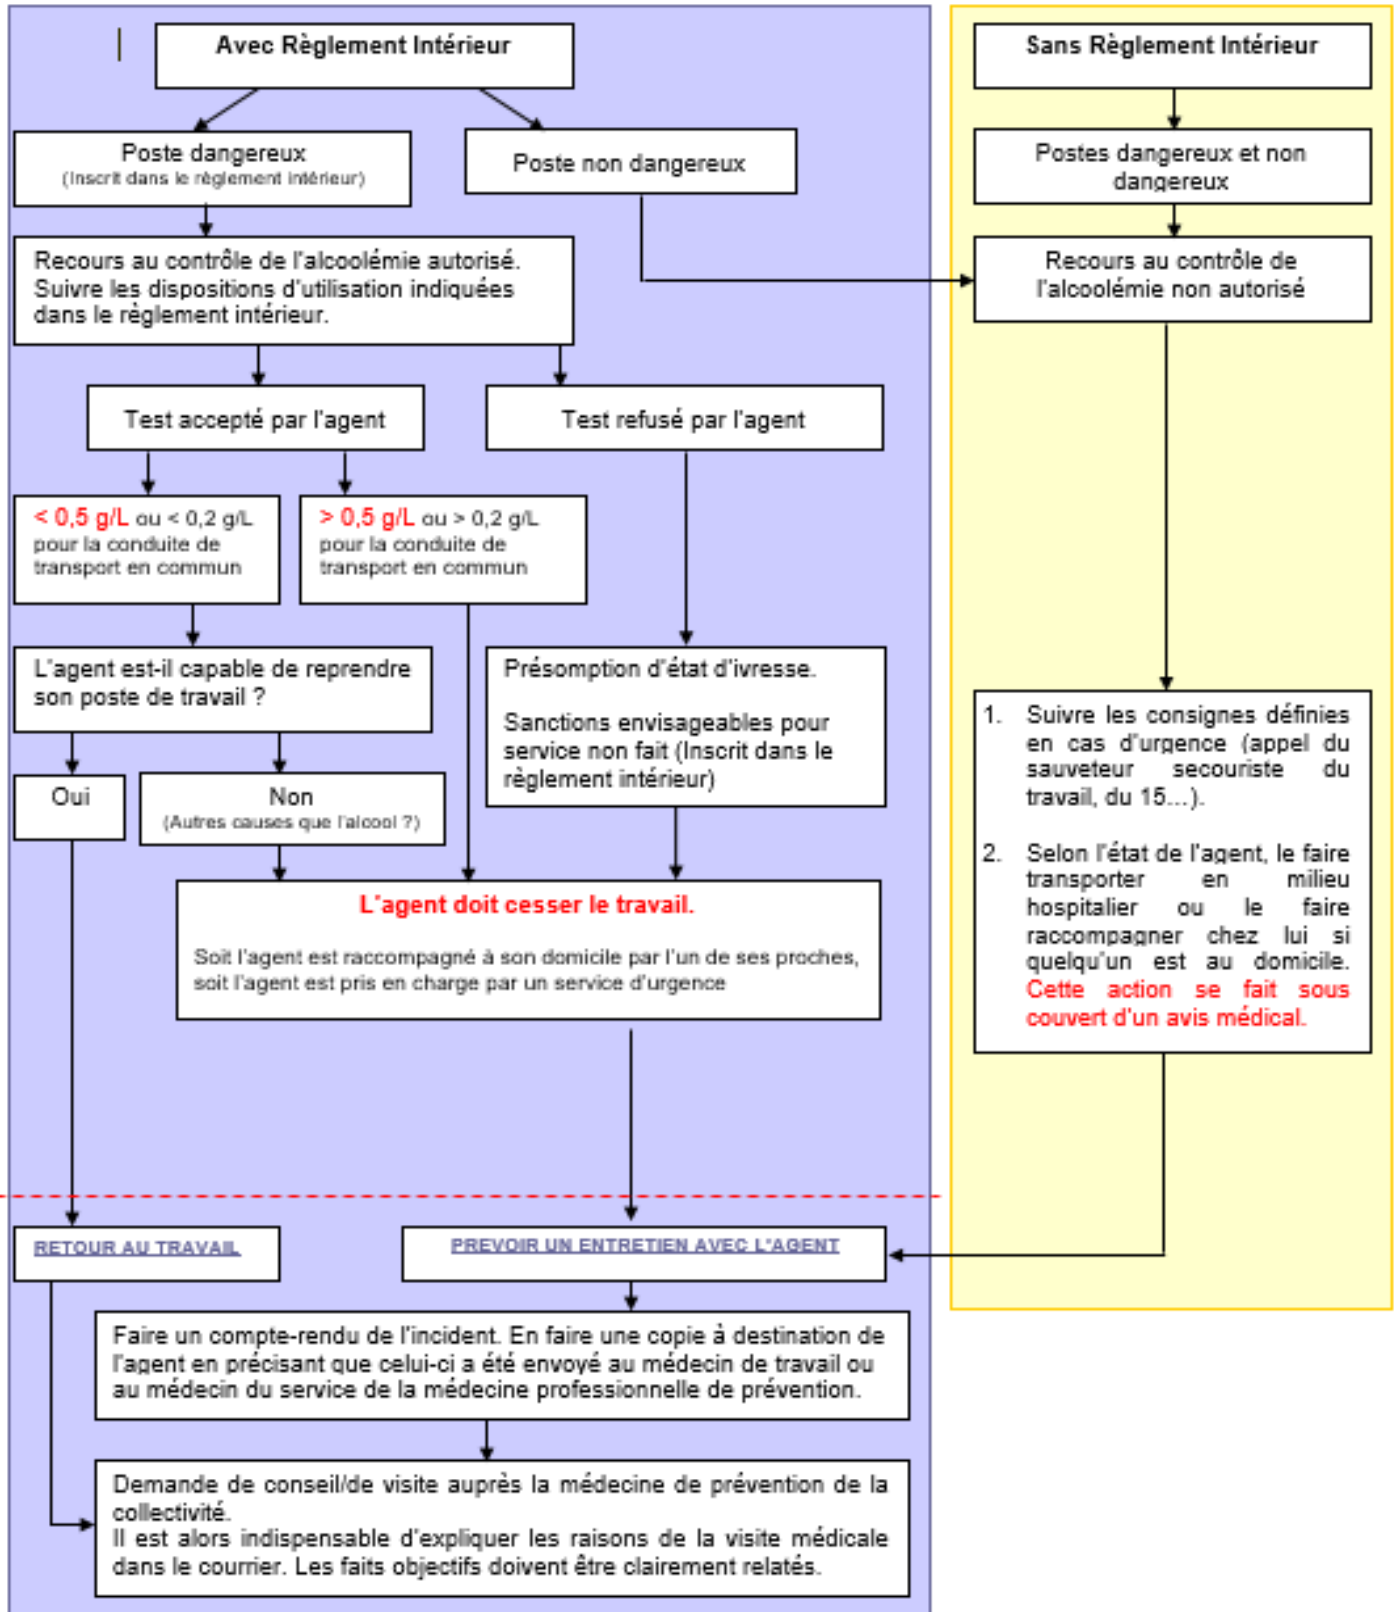 Avec Règlement Intérieur
Poste dangereux
(Inscrit dans le règlement intérieur)
Poste non dangereux
Recours au contrôle de l'alcoolémie autorisé.
Suivre les dispositions d'utilisation indiquées
dans le règlement intérieur.
Test accepté par l'agent
Test refusé par l'agent
< 0,5 g/L ou < 0,2 g/L
pour la conduite de
transport en commun
> 0,5 g/L ou > 0,2 g/L
pour la conduite de
transport en commun
L'agent est-il capable de reprendre
son poste de travail ?
Présomption d'état d'ivresse.
Sanctions envisageables pour
service non fait (Inscrit dans le
règlement intérieur)
Oui
Non
(Autres causes que l'alcool ?)
L'agent doit cesser le travail.
Soit l'agent est raccompagné à son domicile par l'un de ses proches,
soit l'agent est pris en charge par un service d'urgence
Sans Règlement Intérieur
Postes dangereux et non
dangereux
Recours au contrôle de
l'alcoolémie non autorisé
1. Suivre les consignes définies
en cas d'urgence (appel du
sauveteur secouriste du
travail, du 15...).
2. Selon l'état de l'agent, le faire
transporter en milieu
hospitalier ou le faire
raccompagner chez lui si
quelqu'un est au domicile.
Cette action se fait sous
couvert d'un avis médical.
RETOUR AU TRAVAIL
PREVOIR UN ENTRETIEN AVEC L'AGENT
Faire un compte-rendu de l'incident. En faire une copie à destination de
l'agent en précisant que celui-ci a été envoyé au médecin de travail ou
au médecin du service de la médecine professionnelle de prévention.
Demande de conseil/de visite auprès la médecine de prévention de la
collectivité.
Il est alors indispensable d'expliquer les raisons de la visite médicale
dans le courrier. Les faits objectifs doivent être clairement relatés.